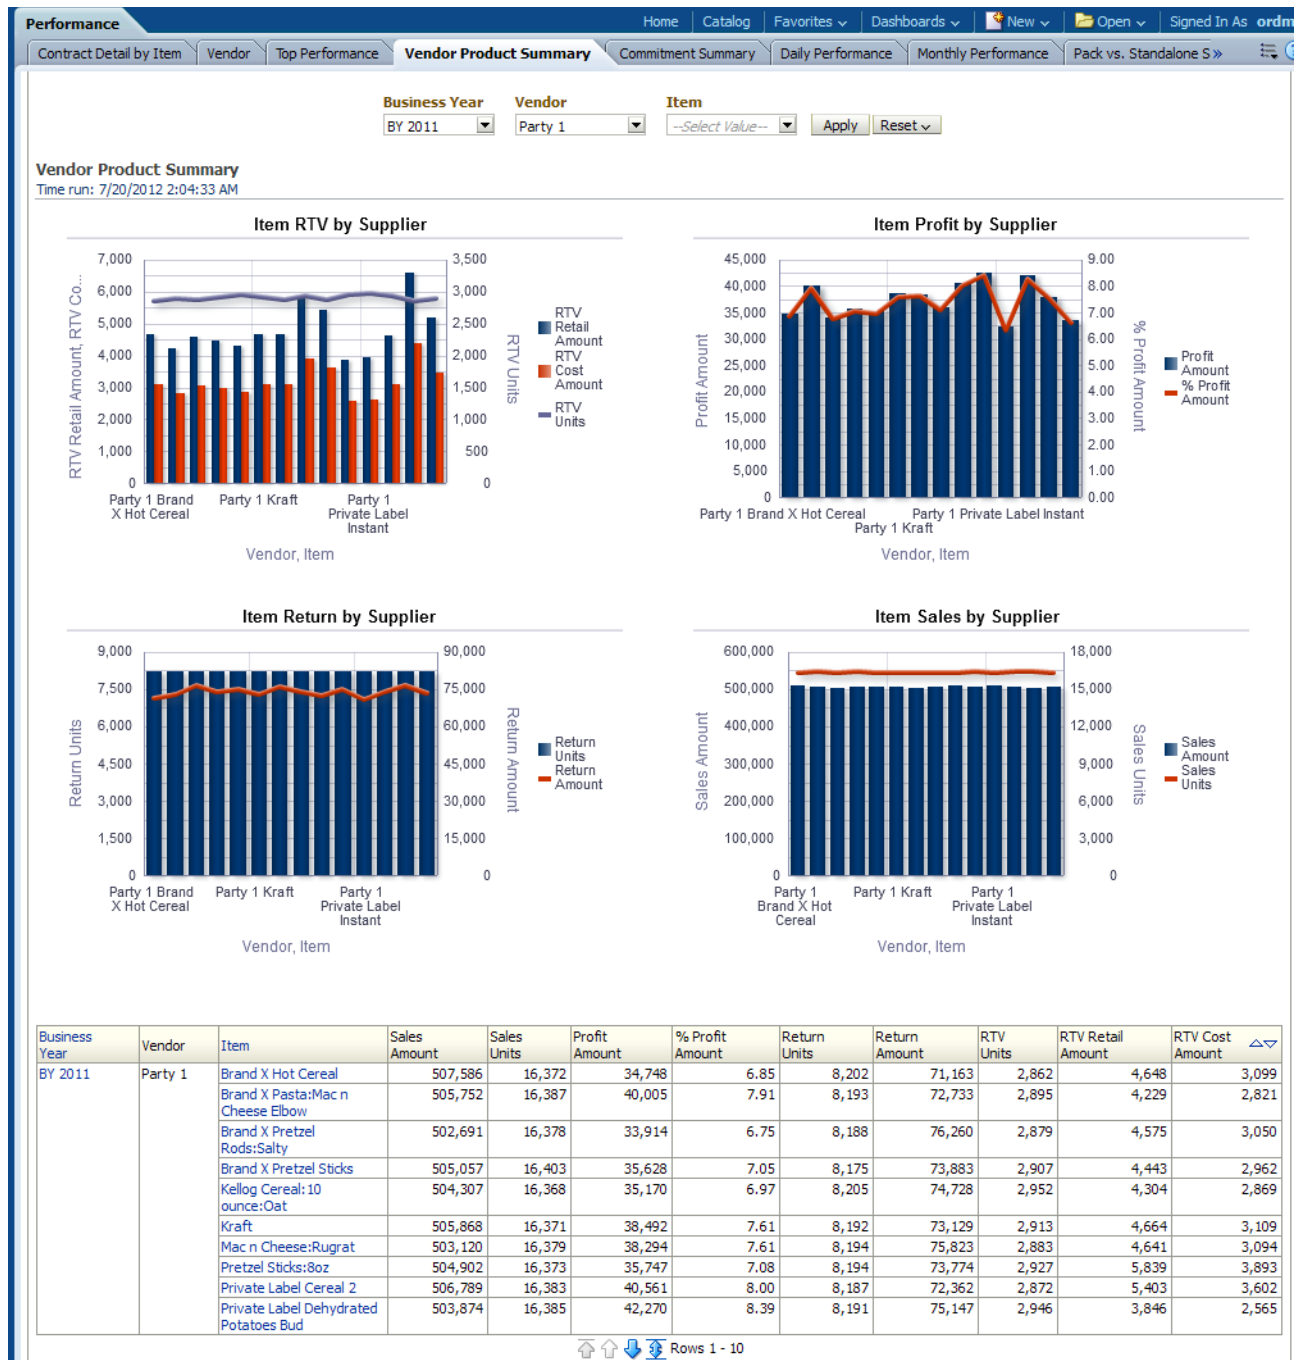 Performance
Home Catalog Favorites Dashboards New Open Signed In As ordm
Contract Detail by Item Vendor Top Performance Vendor Product Summary Commitment Summary Daily Performance Monthly Performance Pack vs. Standalone S »
Business Year Vendor Item
BY 2011 Party 1 --Select Value-- Apply Reset
Vendor Product Summary
Time run: 7/20/2012 2:04:33 AM
Item RTV by Supplier
7,000
6,000
5,000
4,000
3,000
2,000
1,000
0
RTV Retail Amount, RTV Co...
3,500
3,000
2,500
2,000
1,500
1,000
500
0
RTV Units
RTV
Retail
Amount
RTV
Cost
Amount
RTV
Units
Party 1 Brand
X Hot Cereal
Party 1 Kraft
Party 1
Private Label
Instant
Vendor, Item
Item Profit by Supplier
45,000
40,000
35,000
30,000
25,000
20,000
15,000
10,000
5,000
0
Profit Amount
9.00
8.00
7.00
6.00
5.00
4.00
3.00
2.00
1.00
0.00
% Profit Amount
Profit
Amount
% Profit
Amount
Party 1 Brand X Hot Cereal
Party 1 Kraft
Party 1 Private Label Instant
Vendor, Item
Item Return by Supplier
9,000
7,500
6,000
4,500
3,000
1,500
0
Return Units
90,000
75,000
60,000
45,000
30,000
15,000
0
Return Amount
Return
Units
Return
Amount
Party 1 Brand
X Hot Cereal
Party 1 Kraft
Party 1
Private Label
Instant
Vendor, Item
Item Sales by Supplier
600,000
500,000
400,000
300,000
200,000
100,000
0
Sales Amount
18,000
15,000
12,000
9,000
6,000
3,000
0
Sales Units
Sales
Amount
Sales
Units
Party 1
Brand X Hot
Cereal
Party 1 Kraft
Party 1
Private Label
Instant
Vendor, Item
Business Year Vendor Item Sales Amount Sales Units Profit Amount % Profit Amount Return Units Return Amount RTV Units RTV Retail Amount RTV Cost Amount
BY 2011 Party 1 Brand X Hot Cereal 507,586 16,372 34,748 6.85 8,202 71,163 2,862 4,648 3,099
Brand X Pasta:Mac n Cheese Elbow 505,752 16,387 40,005 7.91 8,193 72,733 2,895 4,229 2,821
Brand X Pretzel Rods:Salty 502,691 16,378 33,914 6.75 8,188 76,260 2,879 4,575 3,050
Brand X Pretzel Sticks 505,057 16,403 35,628 7.05 8,175 73,883 2,907 4,443 2,962
Kellog Cereal:10 ounce:Oat 504,307 16,368 35,170 6.97 8,205 74,728 2,952 4,304 2,869
Kraft 505,868 16,371 38,492 7.61 8,192 73,129 2,913 4,664 3,109
Mac n Cheese:Rugrat 503,120 16,379 38,294 7.61 8,194 75,823 2,883 4,641 3,094
Pretzel Sticks:8oz 504,902 16,373 35,747 7.08 8,194 73,774 2,927 5,839 3,893
Private Label Cereal 2 506,789 16,383 40,561 8.00 8,187 72,362 2,872 5,403 3,602
Private Label Dehydrated Potatoes Bud 503,874 16,385 42,270 8.39 8,191 75,147 2,946 3,846 2,565
Rows 1 - 10